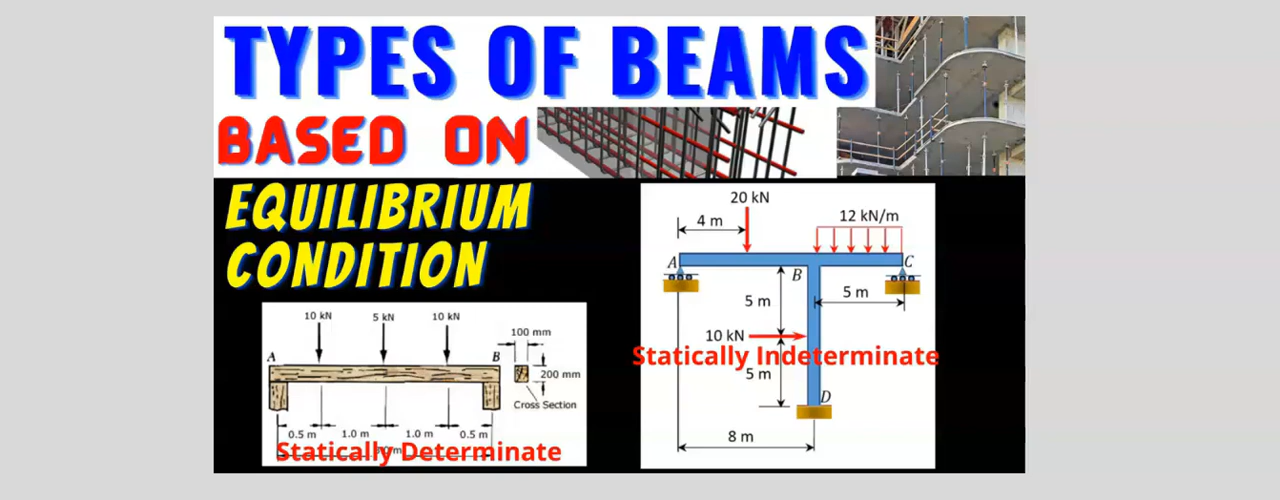 TYPES OF BEAMS
BASED ON
EQUILIBRIUM
CONDITION
10 kN 5 kN 10 kN
100 mm
A B
200 mm
Cross Section
0.5 m 1.0 m 1.0 m 0.5 m
Statically Determinate
20 kN
4 m 12 kN/m
A C
B
5 m 5 m
10 kN
Statically Indeterminate
5 m
D
8 m